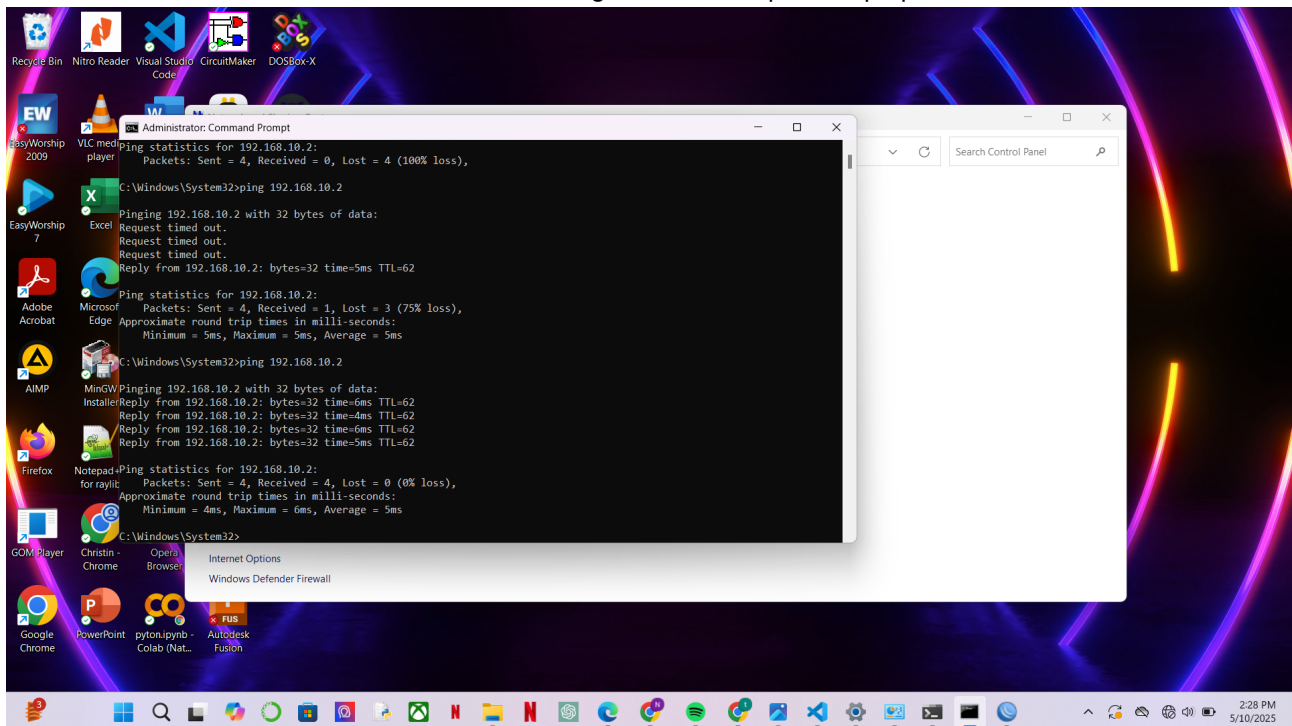 Recycle Bin
Nitro Reader
Visual Studio
Code
CircuitMaker
DOSBox-X
EW
EasyWorship
2009
VLC medi
player
EasyWorship
7
Excel
Adobe
Acrobat
Microsof
Edge
AIMP
MinGW
Installer
Firefox
Notepad+
for raylib
GOM Player
Christin -
Chrome
Opera
Browser
Google
Chrome
PowerPoint
pyton.ipynb -
Colab (Nat...
FUS
Autodesk
Fusion
Administrator: Command Prompt
Ping statistics for 192.168.10.2:
Packets: Sent = 4, Received = 0, Lost = 4 (100% loss),
C:\Windows\System32>ping 192.168.10.2
Pinging 192.168.10.2 with 32 bytes of data:
Request timed out.
Request timed out.
Request timed out.
Reply from 192.168.10.2: bytes=32 time=5ms TTL=62
Ping statistics for 192.168.10.2:
Packets: Sent = 4, Received = 1, Lost = 3 (75% loss),
Approximate round trip times in milli-seconds:
Minimum = 5ms, Maximum = 5ms, Average = 5ms
C:\Windows\System32>ping 192.168.10.2
Pinging 192.168.10.2 with 32 bytes of data:
Reply from 192.168.10.2: bytes=32 time=6ms TTL=62
Reply from 192.168.10.2: bytes=32 time=4ms TTL=62
Reply from 192.168.10.2: bytes=32 time=6ms TTL=62
Reply from 192.168.10.2: bytes=32 time=5ms TTL=62
Ping statistics for 192.168.10.2:
Packets: Sent = 4, Received = 4, Lost = 0 (0% loss),
Approximate round trip times in milli-seconds:
Minimum = 4ms, Maximum = 6ms, Average = 5ms
C:\Windows\System32>
Search Control Panel
Internet Options
Windows Defender Firewall
2:28 PM
5/10/2025